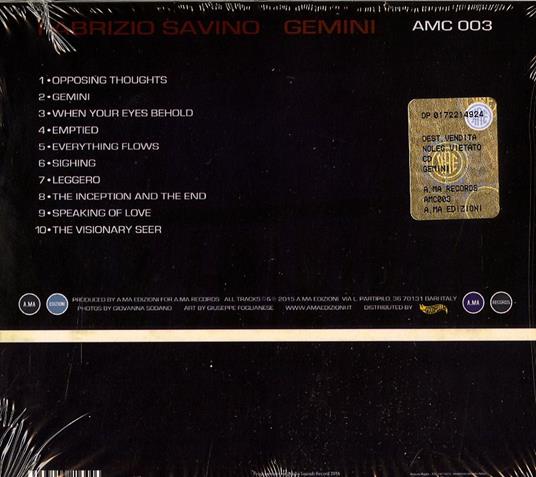 FABRIZIO SAVINO GEMINI AMC 003
1 • OPPOSING THOUGHTS
2 • GEMINI
3 • WHEN YOUR EYES BEHOLD
4 • EMPTIED
5 • EVERYTHING FLOWS
6 • SIGHING
7 • LEGGERO
8 • THE INCEPTION AND THE END
9 • SPEAKING OF LOVE
10 • THE VISIONARY SEER
DP 0172214924
DEST.VENDITA
NOLEG.VIETATO
CD
GEMINI
A.MA RECORDS
AMC003
A.MA EDIZIONI
A.MA
EDIZIONI
PRODUCED BY A.MA EDIZIONI FOR A.MA RECORDS ALL TRACKS ©&℗ 2015 A.MA EDIZIONI VIA L. PARTIPILO, 36 70131 BARI ITALY
PHOTOS BY GIOVANNA SODANO ART BY GIUSEPPE FOGLIANESE WWW.AMAEDIZIONI.IT DISTRIBUTED BY
A.MA
RECORDS